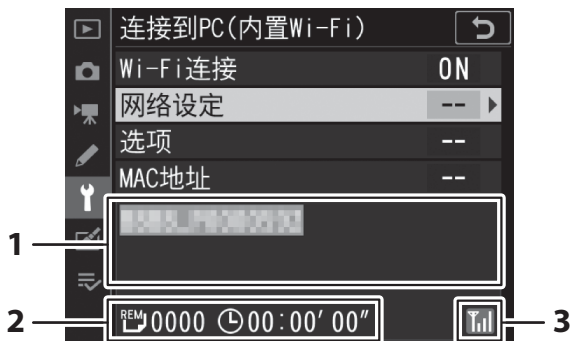 连接到PC(内置Wi-Fi)
Wi-Fi连接 ON
网络设定 --
选项 --
MAC地址 --
1
2 REM 0000 00:00′00″ 3